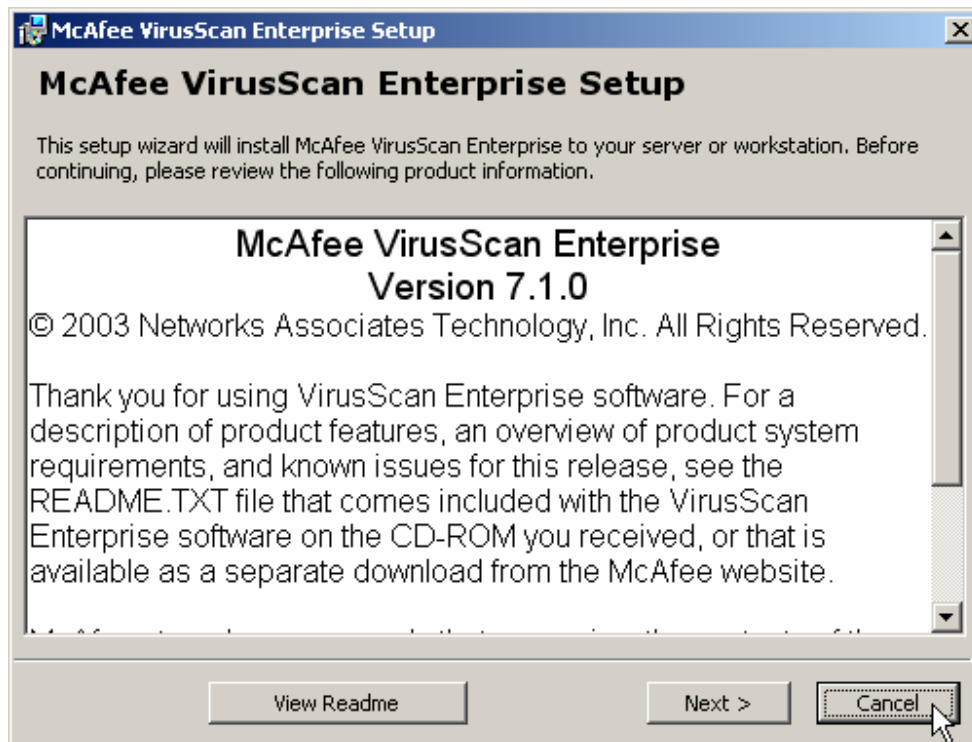 McAfee VirusScan Enterprise Setup
McAfee VirusScan Enterprise Setup
This setup wizard will install McAfee VirusScan Enterprise to your server or workstation. Before
continuing, please review the following product information.
McAfee VirusScan Enterprise
Version 7.1.0
© 2003 Networks Associates Technology, Inc. All Rights Reserved.
Thank you for using VirusScan Enterprise software. For a
description of product features, an overview of product system
requirements, and known issues for this release, see the
README.TXT file that comes included with the VirusScan
Enterprise software on the CD-ROM you received, or that is
available as a separate download from the McAfee website.
View Readme
Next >
Cancel